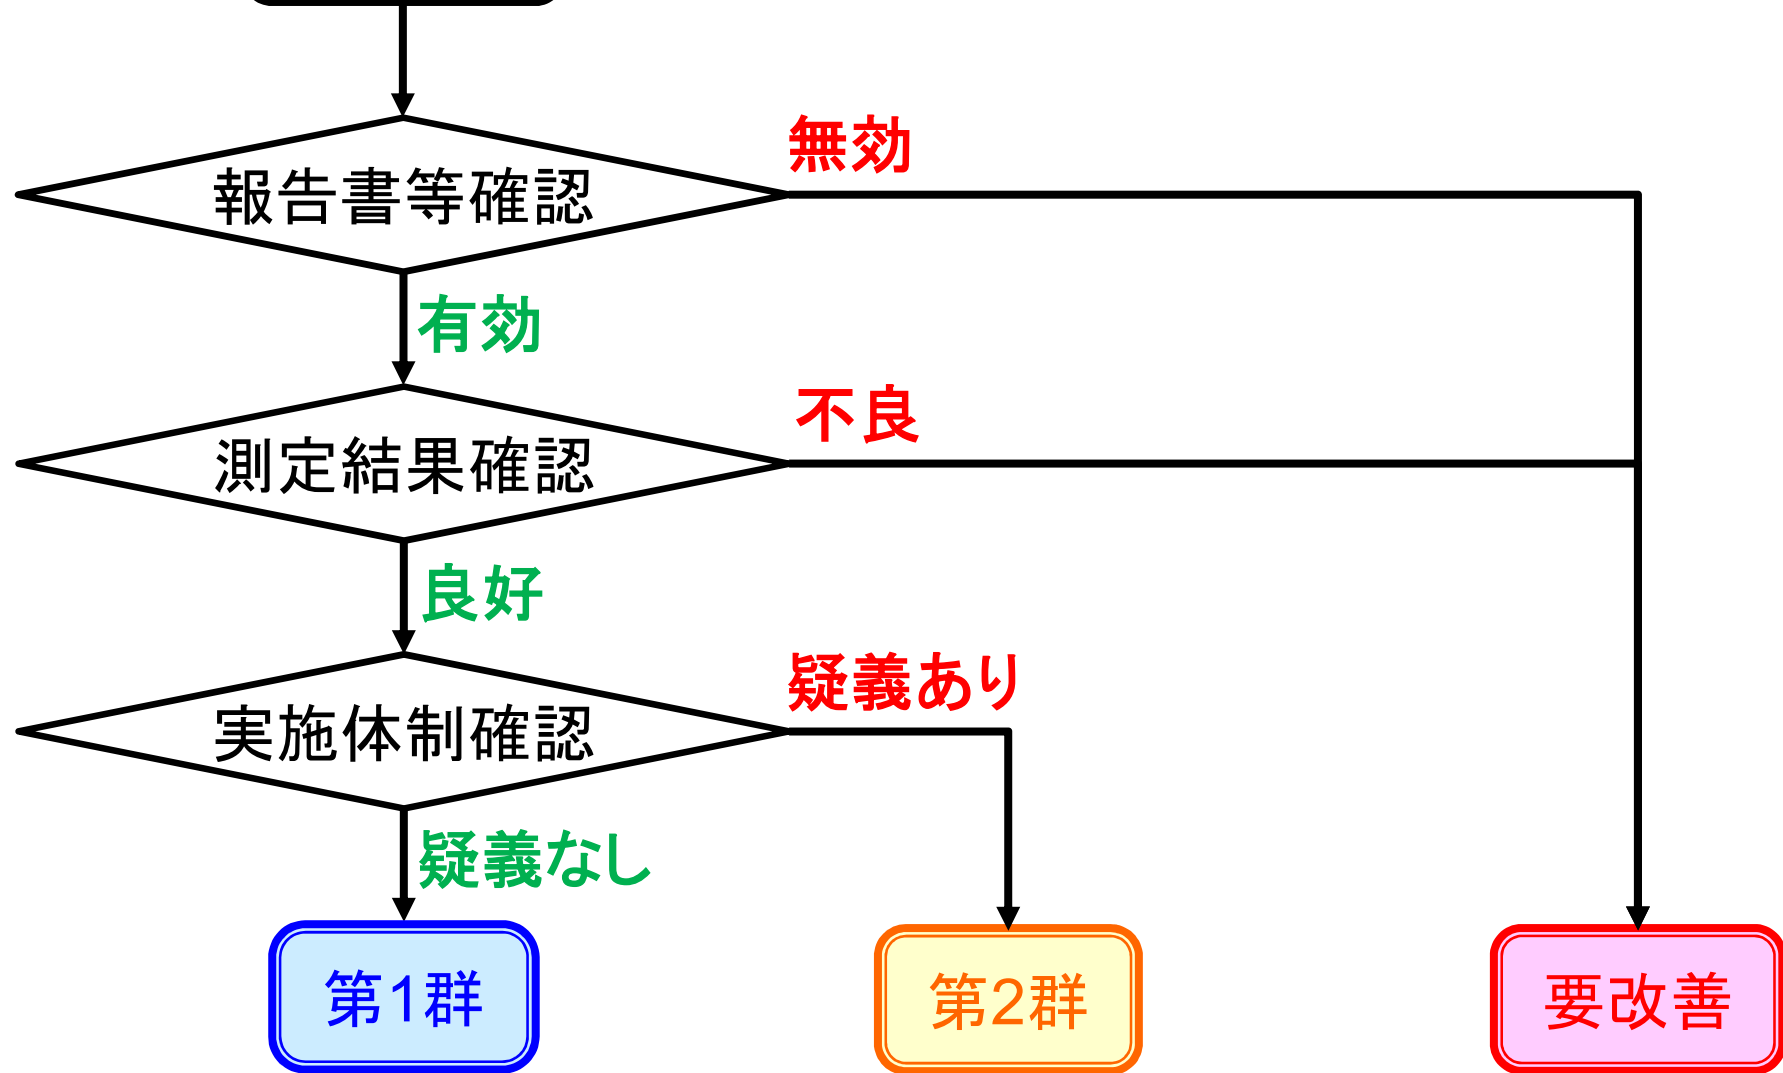 無効
報告書等確認
有効
不良
測定結果確認
良好
疑義あり
実施体制確認
疑義なし
第1群
第2群
要改善